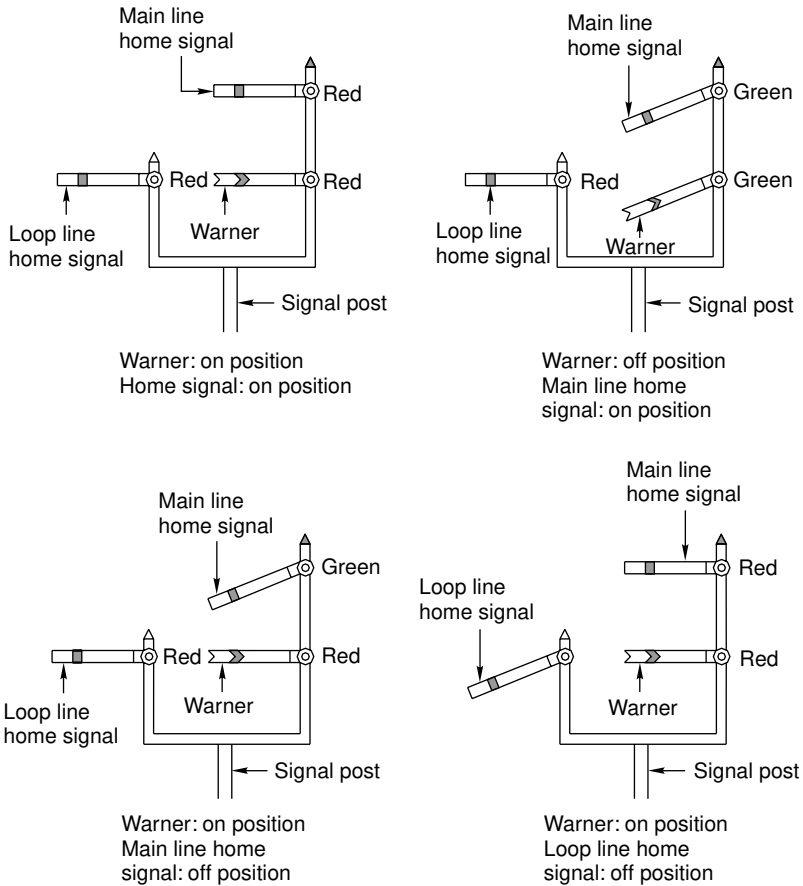 Main line
home signal
Red
Red
Red
Loop line
home signal
Warner
Signal post
Warner: on position
Home signal: on position
Main line
home signal
Green
Red
Green
Loop line
home signal
Warner
Signal post
Warner: off position
Main line home
signal: on position
Main line
home signal
Green
Red
Red
Loop line
home signal
Warner
Signal post
Warner: on position
Main line home
signal: off position
Main line
home signal
Red
Loop line
home signal
Red
Warner
Signal post
Warner: on position
Loop line home
signal: off position